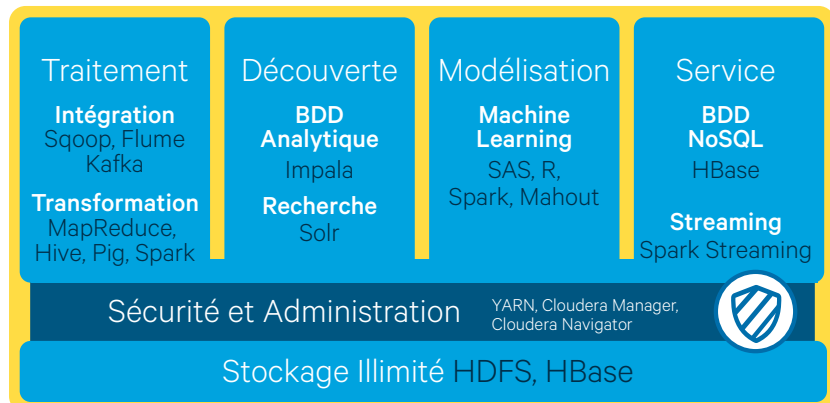 Traitement
Intégration
Sqoop, Flume
Kafka
Transformation
MapReduce,
Hive, Pig, Spark
Découverte
BDD
Analytique
Impala
Recherche
Solr
Modélisation
Machine
Learning
SAS, R,
Spark, Mahout
Service
BDD
NoSQL
HBase
Streaming
Spark Streaming
Sécurité et Administration
YARN, Cloudera Manager,
Cloudera Navigator
Stockage Illimité HDFS, HBase